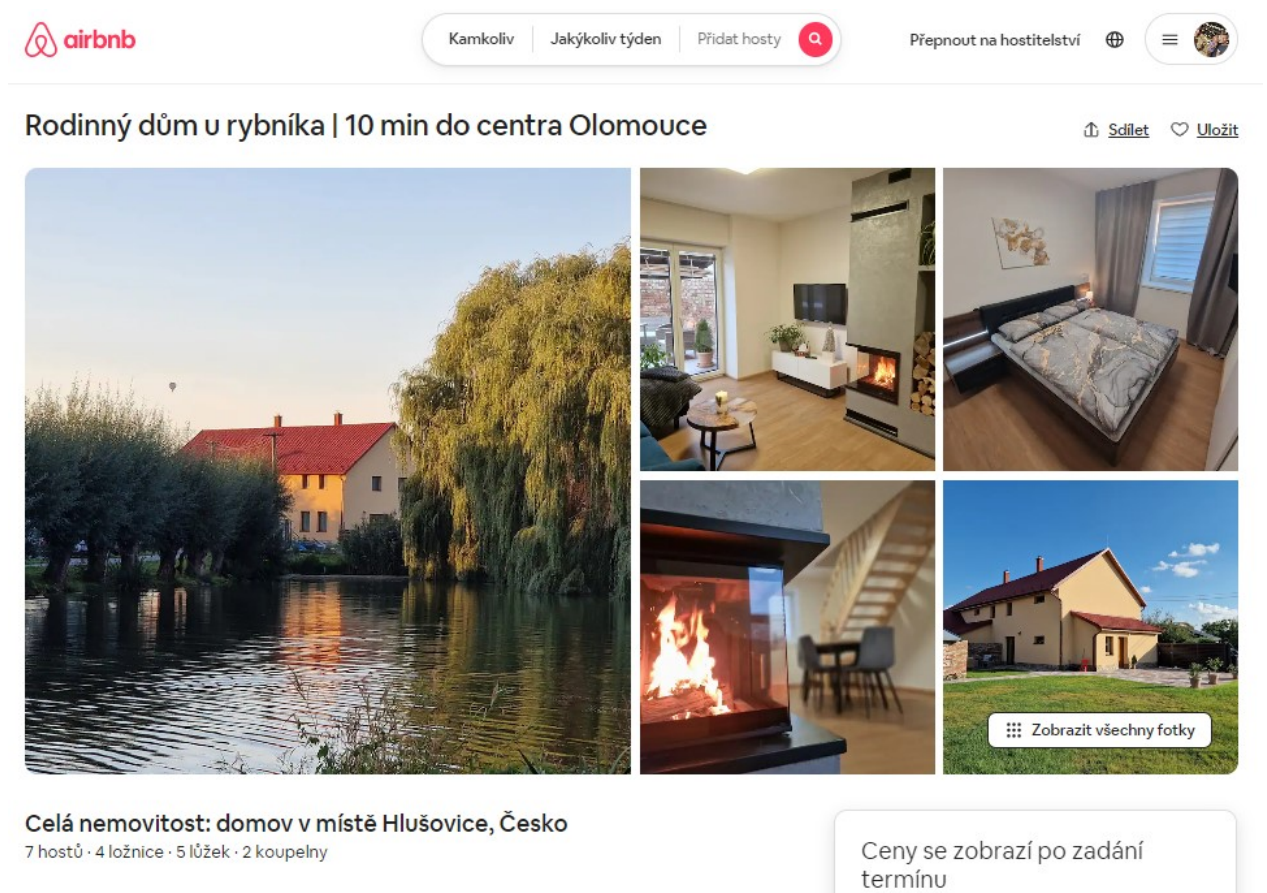 airbnb
Kamkoliv
Jakýkoliv týden
Přidat hosty
Přepnout na hostitelství
Rodinný dům u rybníka | 10 min do centra Olomouce
Sdílet
Uložit
Zobrazit všechny fotky
Celá nemovitost: domov v místě Hlušovice, Česko
7 hostů · 4 ložnice · 5 lůžek · 2 koupelny
Ceny se zobrazí po zadání
termínu